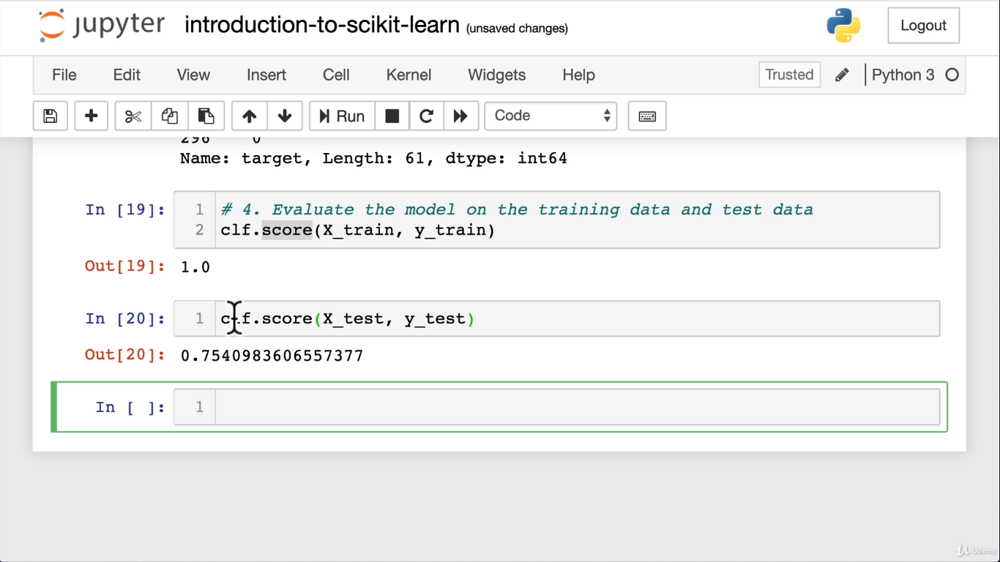 jupyter introduction-to-scikit-learn (unsaved changes) Logout
File Edit View Insert Cell Kernel Widgets Help Trusted Python 3
Run Code
296 0
Name: target, Length: 61, dtype: int64
In [19]: 1 # 4. Evaluate the model on the training data and test data
2 clf.score(X_train, y_train)
Out[19]: 1.0
In [20]: 1 clf.score(X_test, y_test)
Out[20]: 0.7540983606557377
In [ ]: 1
Udemy